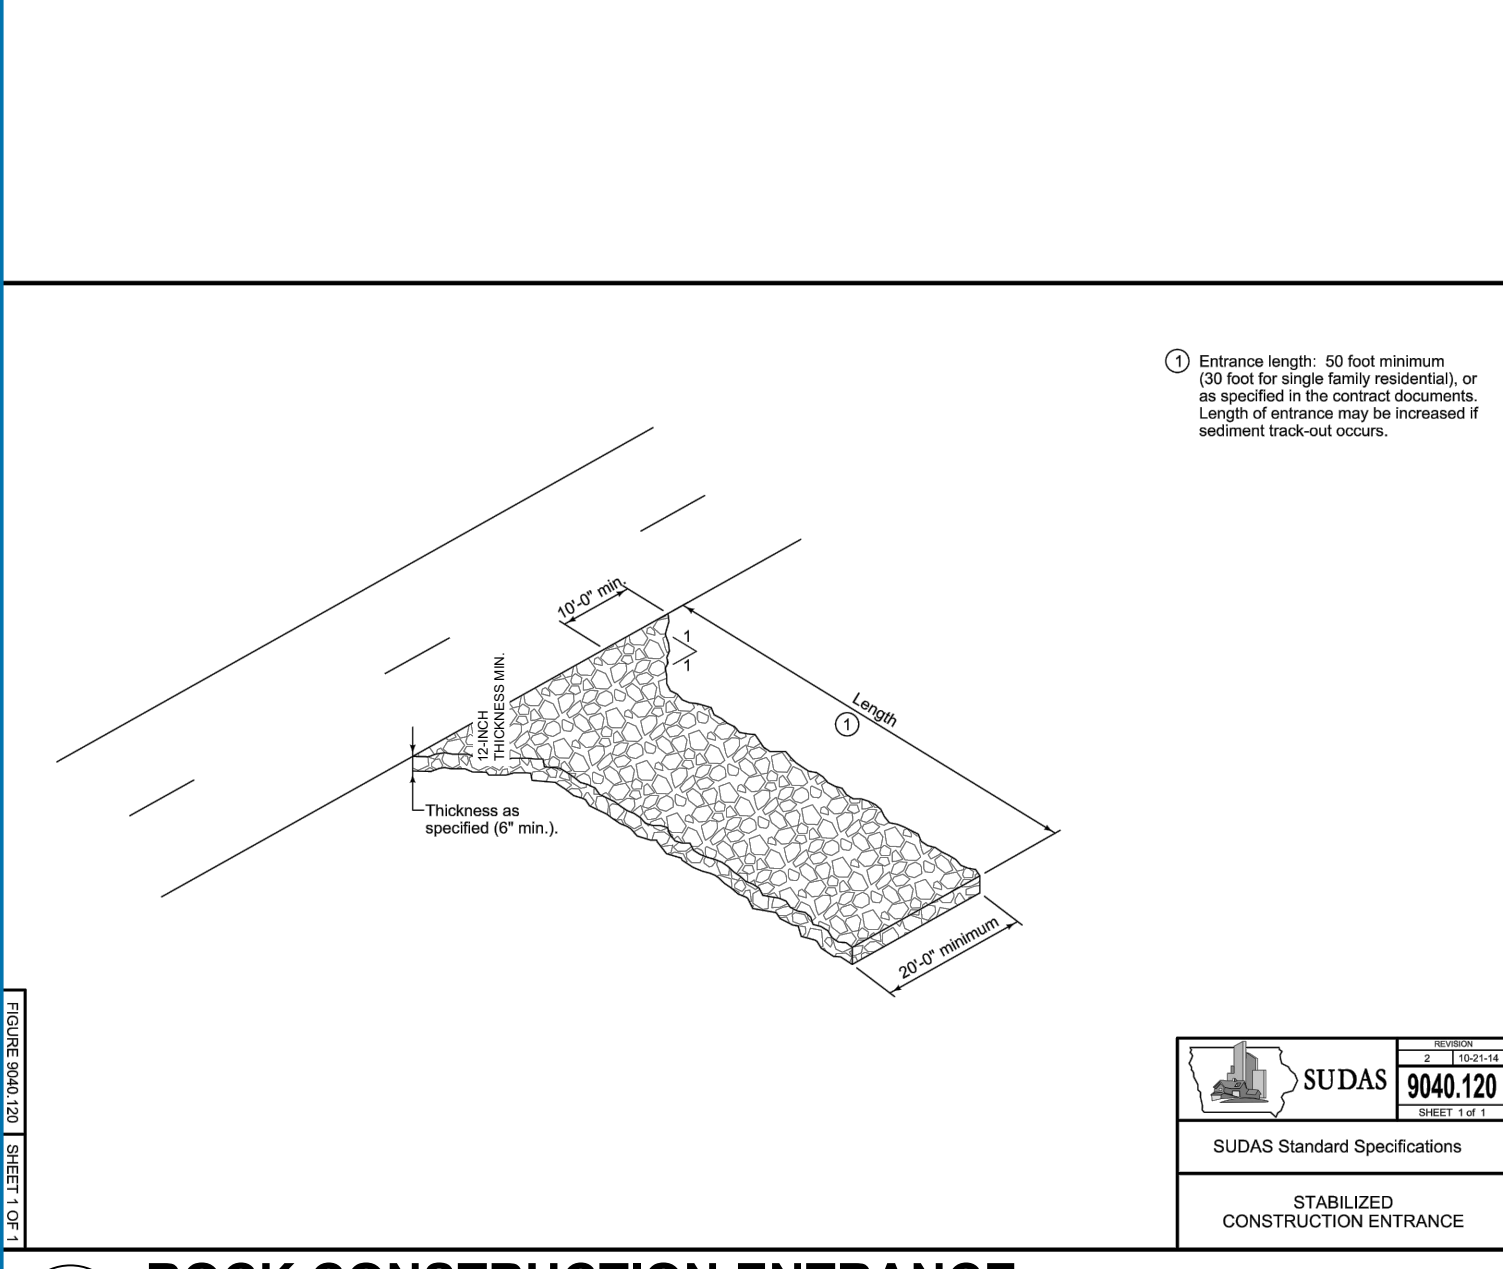 1 Entrance length: 50 foot minimum
(30 foot for single family residential), or
as specified in the contract documents.
Length of entrance may be increased if
sediment track-out occurs.
10'-0" min.
1
1
Length
1
12-INCH
THICKNESS MIN.
Thickness as
specified (6" min.).
20'-0" minimum
FIGURE 9040.120 SHEET 1 OF 1
SUDAS
REVISION
2 10-21-14
9040.120
SHEET 1 of 1
SUDAS Standard Specifications
STABILIZED
CONSTRUCTION ENTRANCE
ROCK CONSTRUCTION ENTRANCE